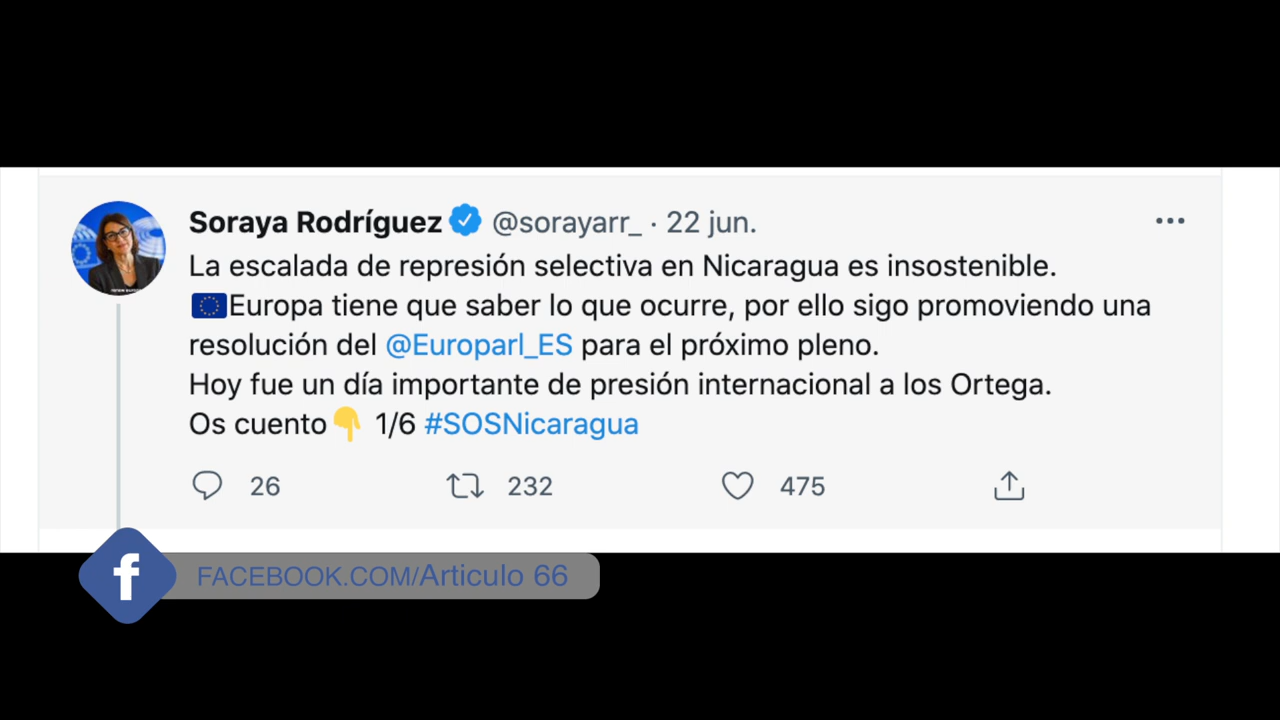 Soraya Rodríguez @sorayarr_ · 22 jun.
La escalada de represión selectiva en Nicaragua es insostenible.
🇪🇺Europa tiene que saber lo que ocurre, por ello sigo promoviendo una
resolución del @Europarl_ES para el próximo pleno.
Hoy fue un día importante de presión internacional a los Ortega.
Os cuento👇 1/6 #SOSNicaragua
26 232 475
f FACEBOOK.COM/Articulo 66